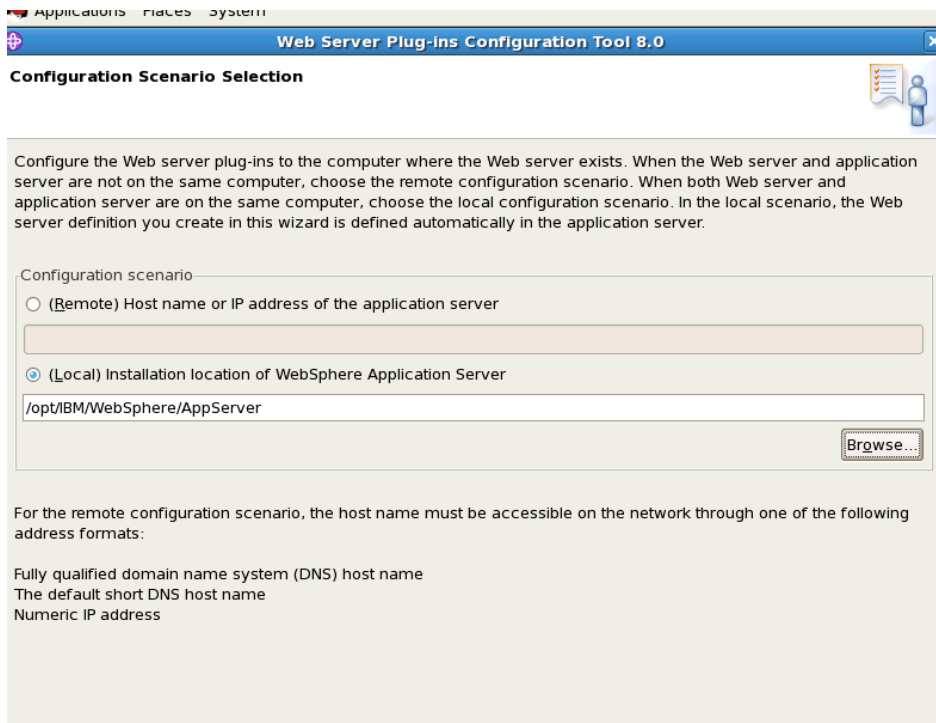 Applications Places System
Web Server Plug-ins Configuration Tool 8.0
Configuration Scenario Selection
Configure the Web server plug-ins to the computer where the Web server exists. When the Web server and application
server are not on the same computer, choose the remote configuration scenario. When both Web server and
application server are on the same computer, choose the local configuration scenario. In the local scenario, the Web
server definition you create in this wizard is defined automatically in the application server.
Configuration scenario
(Remote) Host name or IP address of the application server
(Local) Installation location of WebSphere Application Server
/opt/IBM/WebSphere/AppServer
Browse...
For the remote configuration scenario, the host name must be accessible on the network through one of the following
address formats:
Fully qualified domain name system (DNS) host name
The default short DNS host name
Numeric IP address